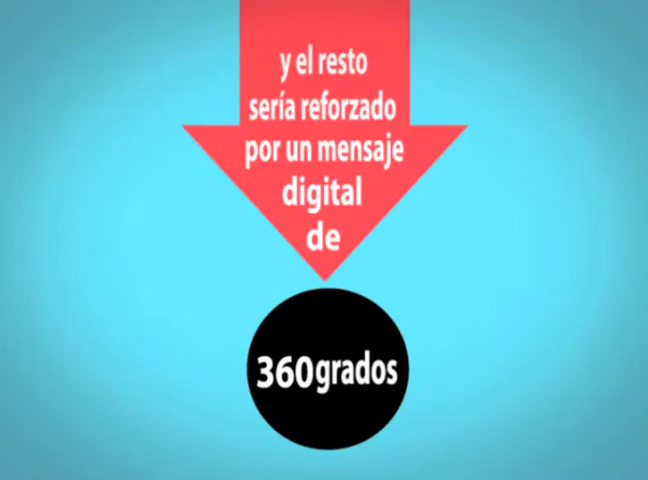 y el resto
sería reforzado
por un mensaje
digital
de
360grados